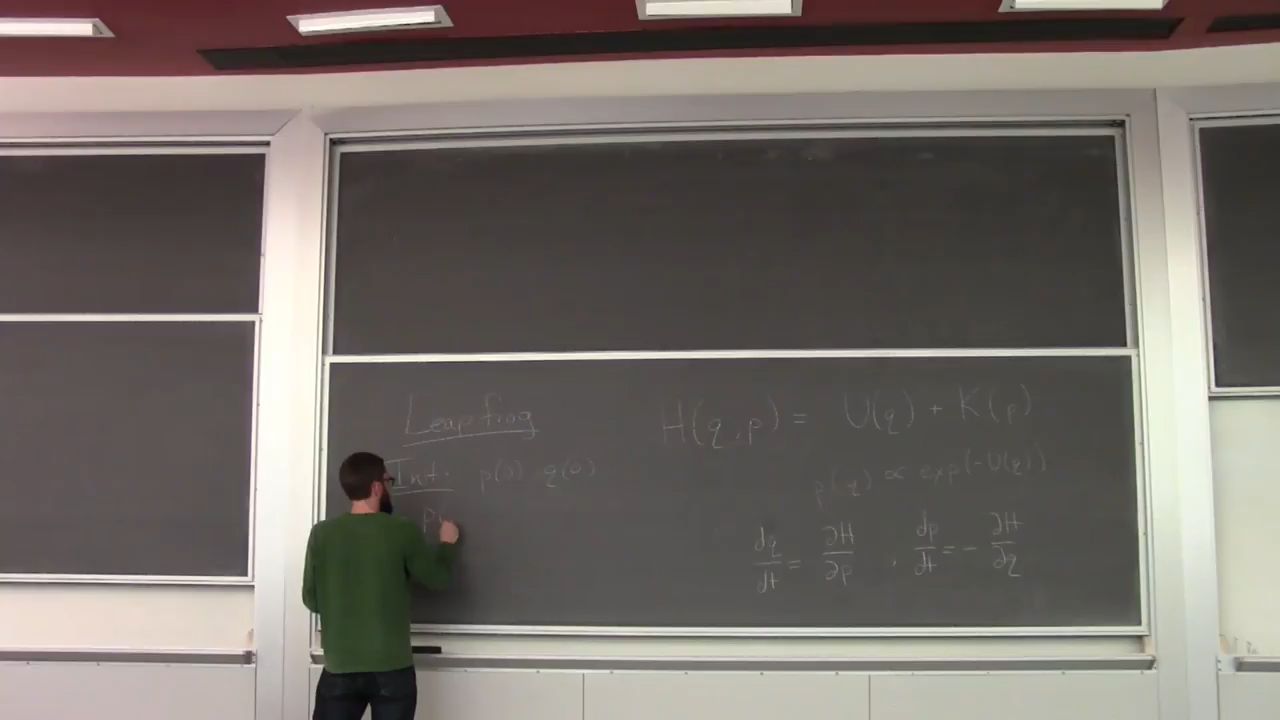 Leapfrog
Int. p(0) q(0)
p(
H(q,p) = U(q) + K(p)
p(q) ∝ exp(-U(q))
dq/dt = ∂H/∂p , dp/dt = - ∂H/∂q